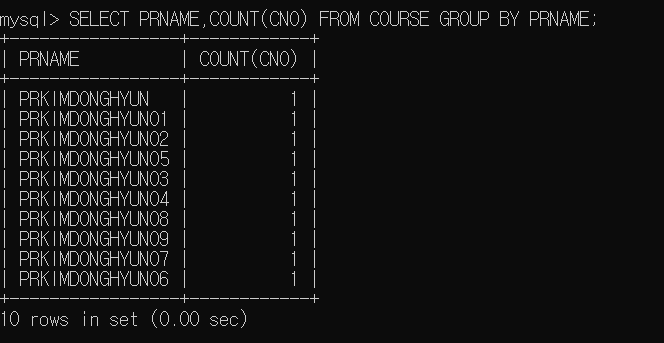 mysql> SELECT PRNAME,COUNT(CNO) FROM COURSE GROUP BY PRNAME;
+-----------------+------------+
| PRNAME | COUNT(CNO) |
+-----------------+------------+
| PRKIMDONGHYUN | 1 |
| PRKIMDONGHYUN01 | 1 |
| PRKIMDONGHYUN02 | 1 |
| PRKIMDONGHYUN05 | 1 |
| PRKIMDONGHYUN03 | 1 |
| PRKIMDONGHYUN04 | 1 |
| PRKIMDONGHYUN08 | 1 |
| PRKIMDONGHYUN09 | 1 |
| PRKIMDONGHYUN07 | 1 |
| PRKIMDONGHYUN06 | 1 |
+-----------------+------------+
10 rows in set (0.00 sec)